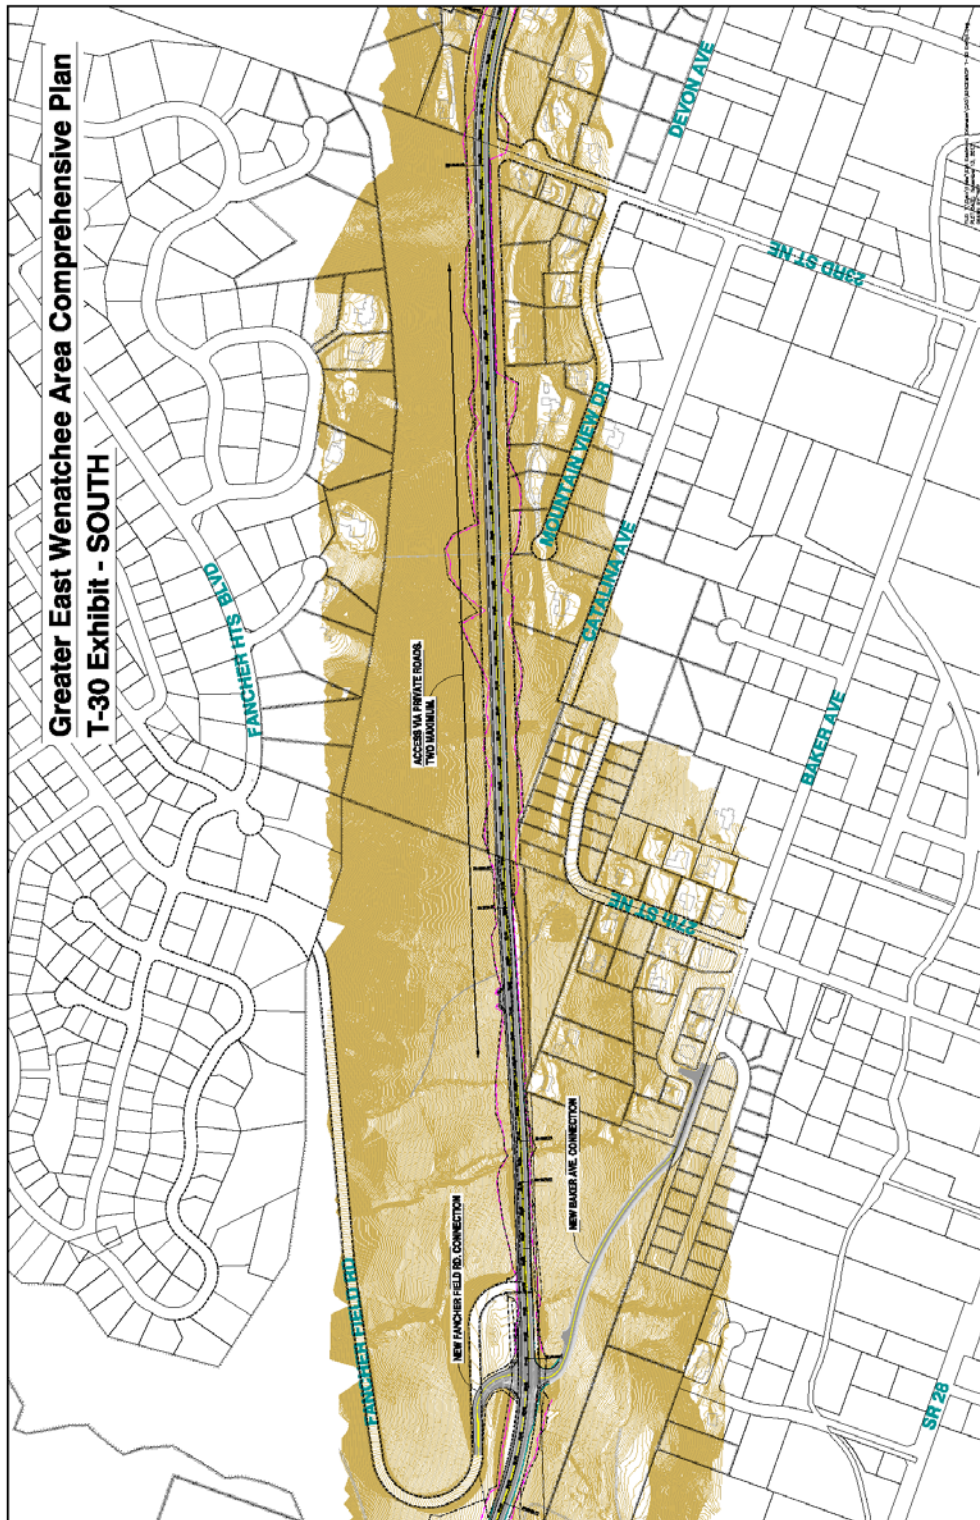 Greater East Wenatchee Area Comprehensive Plan
T-30 Exhibit - SOUTH
DEVON AVE
23RD ST NE
MOUNTAIN VIEW DR
CATALINA AVE
FANCHER HTS BLVD
ACCESS VIA PRIVATE ROADS.
TWO MAXIMUM.
BAKER AVE
27th ST NE
NEW BAKER AVE. CONNECTION
NEW FANCHER FIELD RD. CONNECTION
FANCHER FIELD RD
SR 28